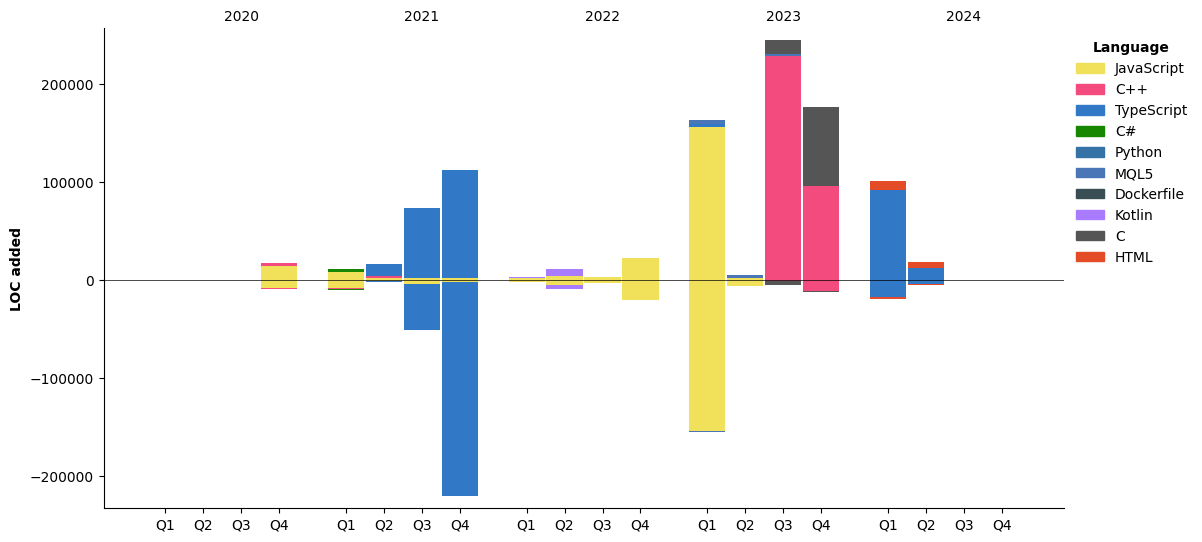 2020 2021 2022 2023 2024
Language
JavaScript
C++
TypeScript
C#
Python
MQL5
Dockerfile
Kotlin
C
HTML
LOC added
200000
100000
0
−100000
−200000
Q1 Q2 Q3 Q4 Q1 Q2 Q3 Q4 Q1 Q2 Q3 Q4 Q1 Q2 Q3 Q4 Q1 Q2 Q3 Q4